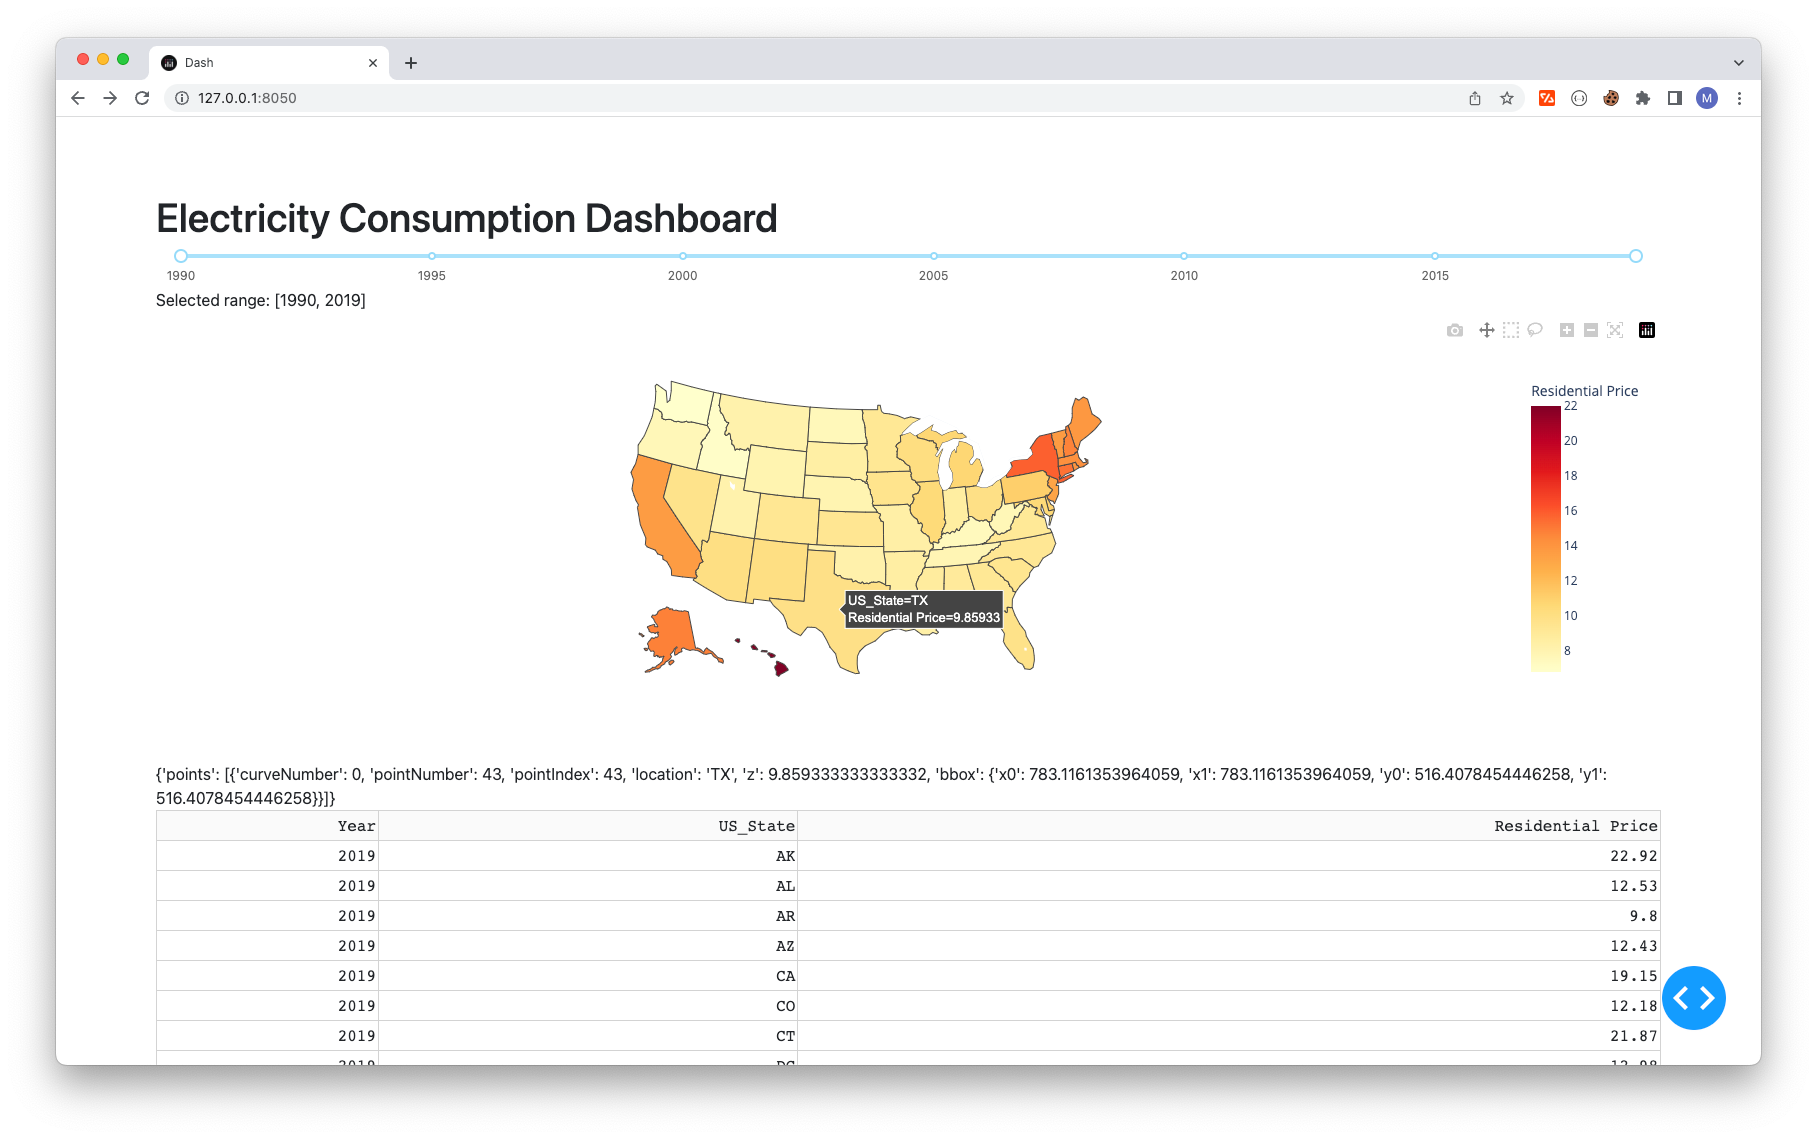 Dash
127.0.0.1:8050
M
Electricity Consumption Dashboard
1990 1995 2000 2005 2010 2015
Selected range: [1990, 2019]
Residential Price
22
20
18
16
14
12
10
8
US_State=TX
Residential Price=9.85933
{'points': [{'curveNumber': 0, 'pointNumber': 43, 'pointIndex': 43, 'location': 'TX', 'z': 9.859333333333332, 'bbox': {'x0': 783.1161353964059, 'x1': 783.1161353964059, 'y0': 516.4078454446258, 'y1':
516.4078454446258}}]}
Year US_State Residential Price
2019 AK 22.92
2019 AL 12.53
2019 AR 9.8
2019 AZ 12.43
2019 CA 19.15
2019 CO 12.18
2019 CT 21.87
2019 DC 12.98